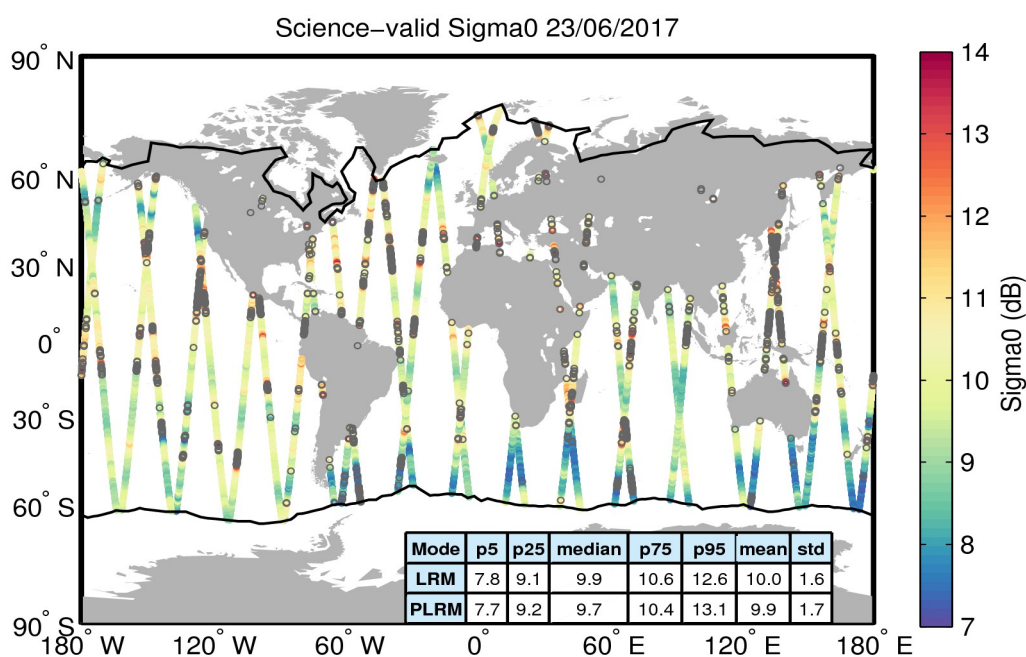 Science−valid Sigma0 23/06/2017
90° N
60° N
30° N
0°
30° S
60° S
90° S
180° W
120° W
60° W
0°
60° E
120° E
180° E
14
13
12
11
10
9
8
7
Sigma0 (dB)
Mode p5 p25 median p75 p95 mean std
LRM 7.8 9.1 9.9 10.6 12.6 10.0 1.6
PLRM 7.7 9.2 9.7 10.4 13.1 9.9 1.7